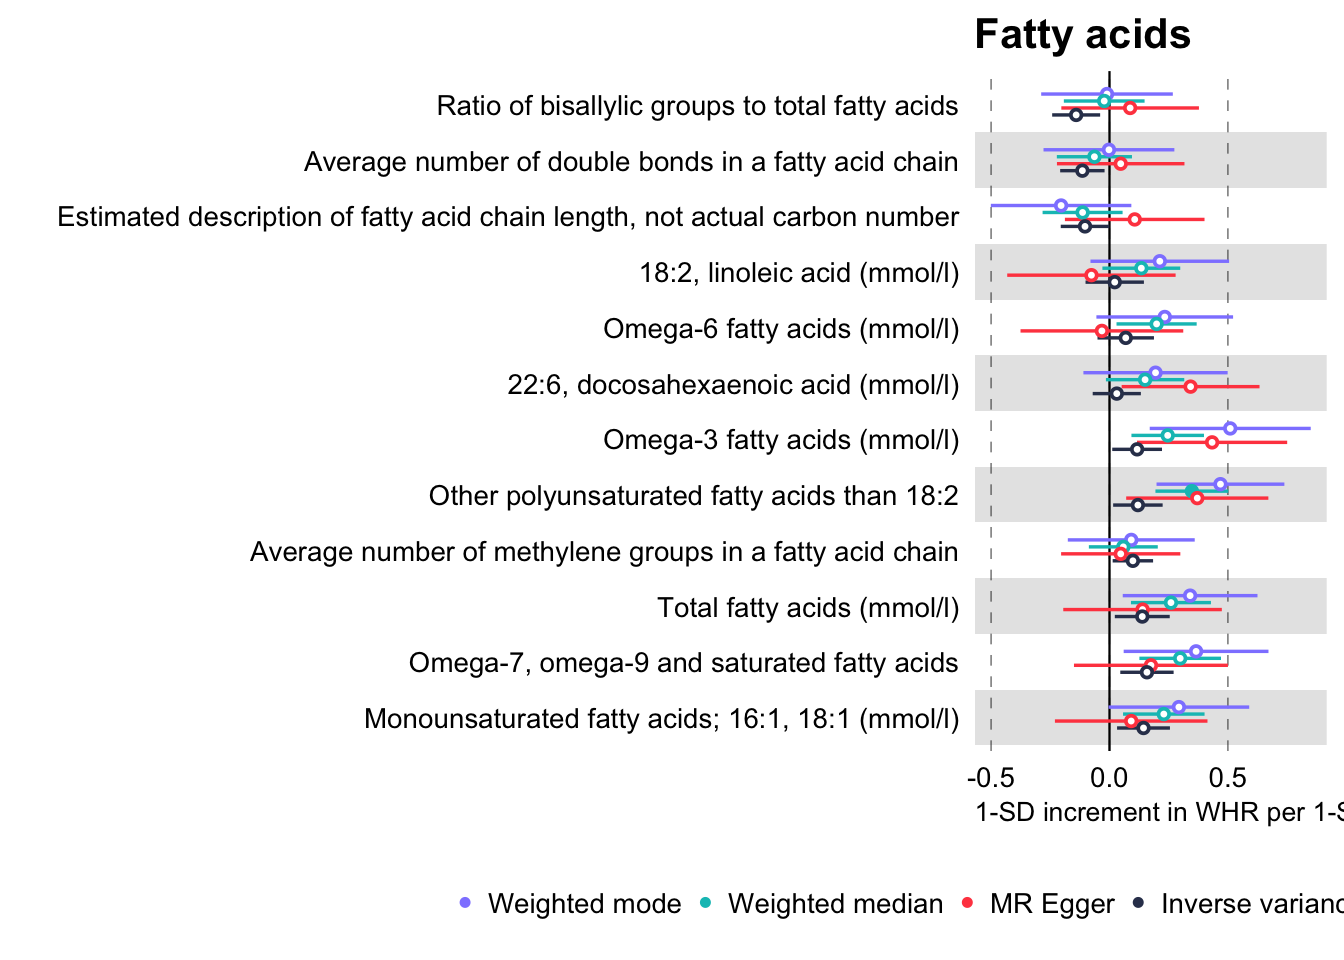 Fatty acids
Ratio of bisallylic groups to total fatty acids
Average number of double bonds in a fatty acid chain
Estimated description of fatty acid chain length, not actual carbon number
18:2, linoleic acid (mmol/l)
Omega-6 fatty acids (mmol/l)
22:6, docosahexaenoic acid (mmol/l)
Omega-3 fatty acids (mmol/l)
Other polyunsaturated fatty acids than 18:2
Average number of methylene groups in a fatty acid chain
Total fatty acids (mmol/l)
Omega-7, omega-9 and saturated fatty acids
Monounsaturated fatty acids; 16:1, 18:1 (mmol/l)
-0.5 0.0 0.5
1-SD increment in WHR per 1-S
Weighted mode Weighted median MR Egger Inverse varianc